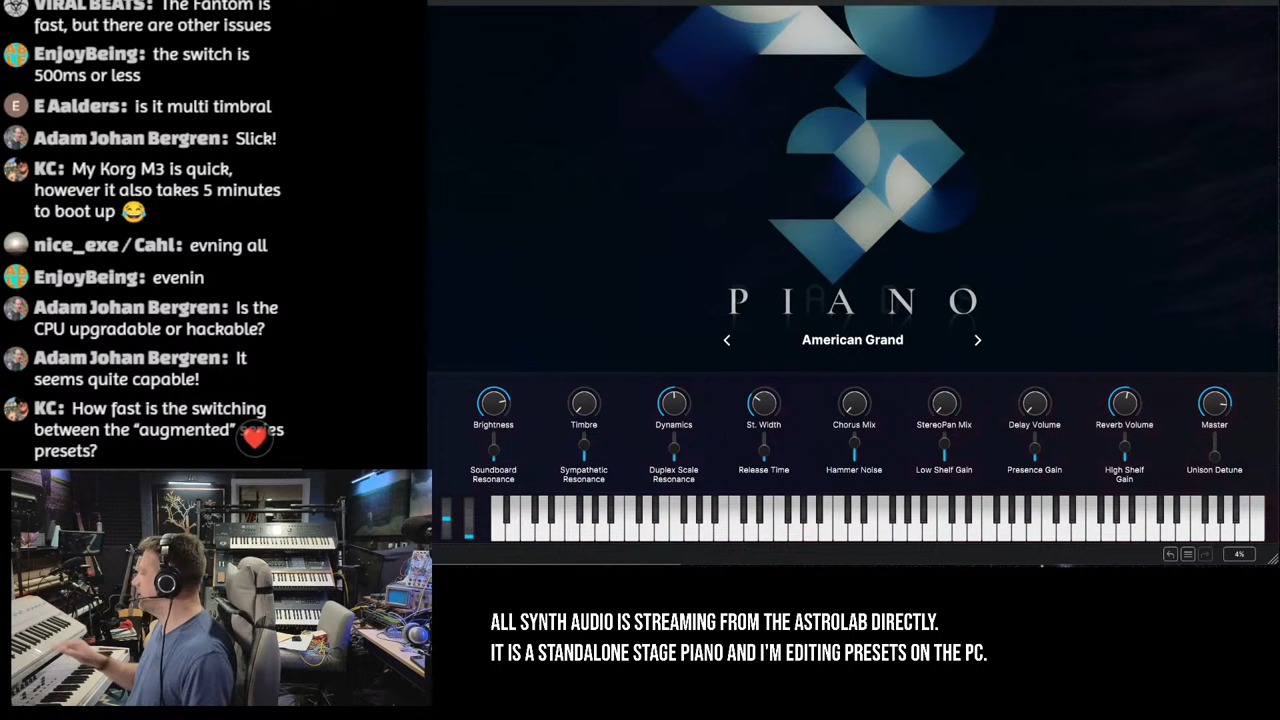 VIRAL BEATS: The Fantom is
fast, but there are other issues
EnjoyBeing: the switch is
500ms or less
E
E Aalders: is it multi timbral
Adam Johan Bergren: Slick!
KC: My Korg M3 is quick,
however it also takes 5 minutes
to boot up 😂
nice_exe / Cahl: evning all
EnjoyBeing: evenin
Adam Johan Bergren: Is the
CPU upgradable or hackable?
Adam Johan Bergren: It
seems quite capable!
KC: How fast is the switching
between the “augmented” series
presets?
PIANO
American Grand
Brightness Timbre Dynamics St. Width Chorus Mix StereoPan Mix Delay Volume Reverb Volume Master
Soundboard Sympathetic Duplex Scale Release Time Hammer Noise Low Shelf Gain Presence Gain High Shelf Unison Detune
Resonance Resonance Resonance Gain
4%
ALL SYNTH AUDIO IS STREAMING FROM THE ASTROLAB DIRECTLY.
IT IS A STANDALONE STAGE PIANO AND I'M EDITING PRESETS ON THE PC.